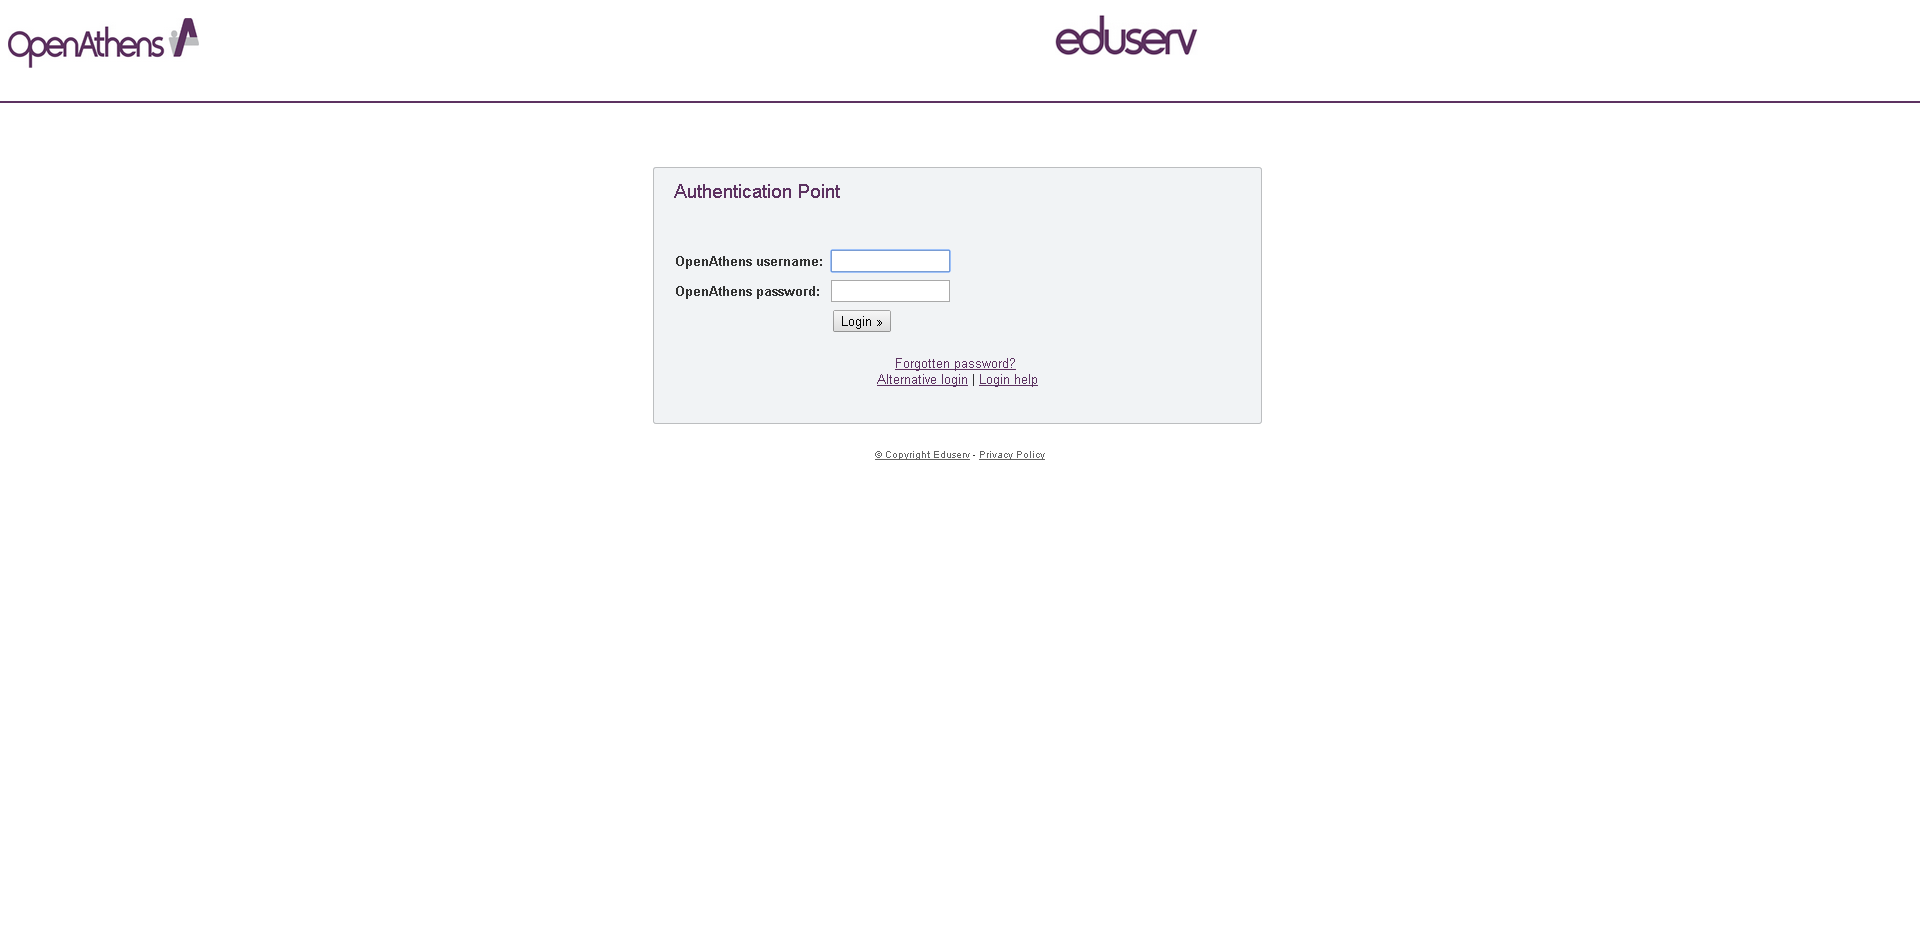 OpenAthens
eduserv
Authentication Point
OpenAthens username:
OpenAthens password:
Login »
Forgotten password?
Alternative login | Login help
© Copyright Eduserv - Privacy Policy